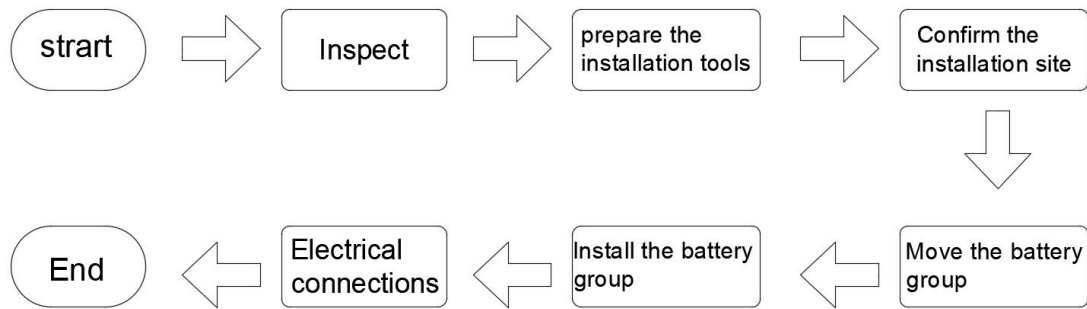 strart
Inspect
prepare the
installation tools
Confirm the
installation site
Move the battery
group
Install the battery
group
Electrical
connections
End